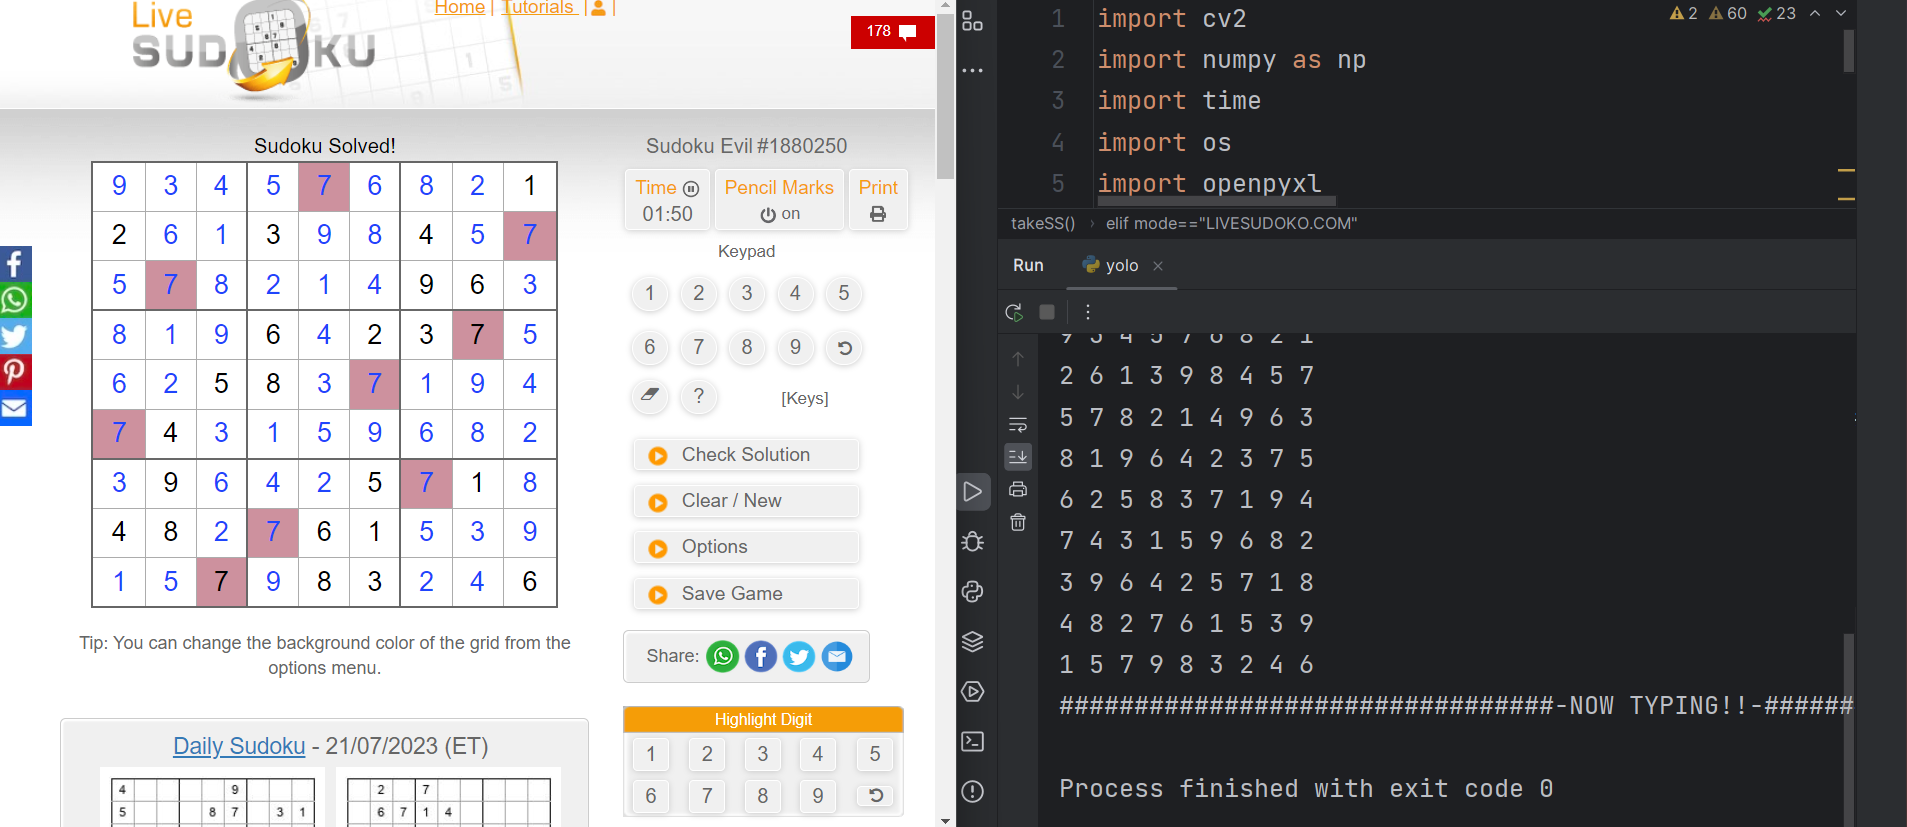 Live
SUDOKU
Home | Tutorials | |
178
Sudoku Solved!
9 3 4 5 7 6 8 2 1
2 6 1 3 9 8 4 5 7
5 7 8 2 1 4 9 6 3
8 1 9 6 4 2 3 7 5
6 2 5 8 3 7 1 9 4
7 4 3 1 5 9 6 8 2
3 9 6 4 2 5 7 1 8
4 8 2 7 6 1 5 3 9
1 5 7 9 8 3 2 4 6
Tip: You can change the background color of the grid from the
options menu.
Daily Sudoku - 21/07/2023 (ET)
4 9
5 8 7 3 1
2 7
6 7 1 4
Sudoku Evil #1880250
Time
01:50
Pencil Marks
on
Print
Keypad
1 2 3 4 5
6 7 8 9
? [Keys]
Check Solution
Clear / New
Options
Save Game
Share:
Highlight Digit
1 2 3 4 5
6 7 8 9
1 import cv2
2 import numpy as np
3 import time
4 import os
5 import openpyxl
2 60 23
takeSS() › elif mode=="LIVESUDOKO.COM"
Run yolo ×
9 3 4 5 7 6 8 2 1
2 6 1 3 9 8 4 5 7
5 7 8 2 1 4 9 6 3
8 1 9 6 4 2 3 7 5
6 2 5 8 3 7 1 9 4
7 4 3 1 5 9 6 8 2
3 9 6 4 2 5 7 1 8
4 8 2 7 6 1 5 3 9
1 5 7 9 8 3 2 4 6
#################################-NOW TYPING!!-######
Process finished with exit code 0